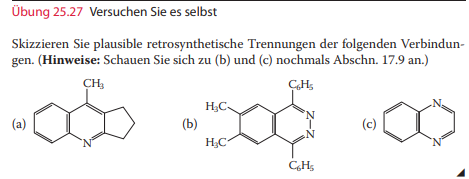 Übung 25.27 Versuchen Sie es selbst
Skizzieren Sie plausible retrosynthetische Trennungen der folgenden Verbindun-
gen. (Hinweise: Schauen Sie sich zu (b) und (c) nochmals Abschn. 17.9 an.)
(a) CH₃ N
(b) C₆H₅ H₃C H₃C N N C₆H₅
(c) N N